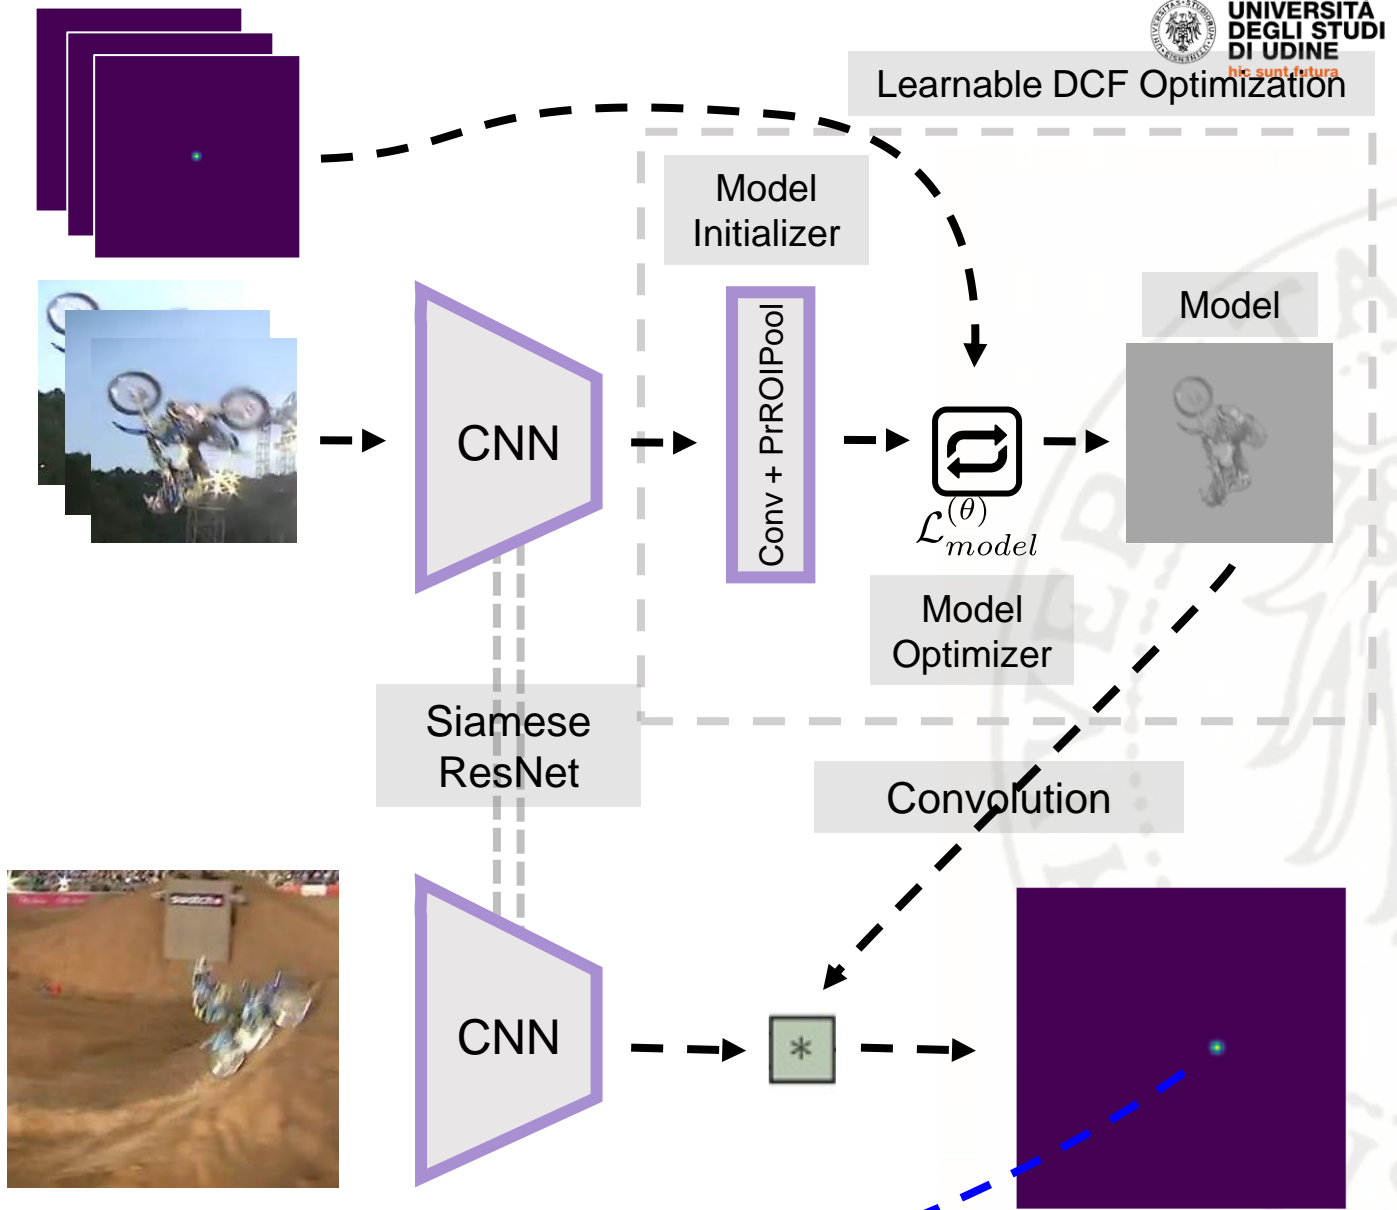 UNIVERSITÀ
DEGLI STUDI
DI UDINE
hic sunt futura
Learnable DCF Optimization
Model
Initializer
Model
CNN
Conv + PrROIPool
ℒ_{model}^{(θ)}
Model
Optimizer
Siamese
ResNet
Convolution
CNN
*